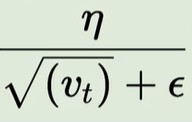 η
√(v_t) + ϵ